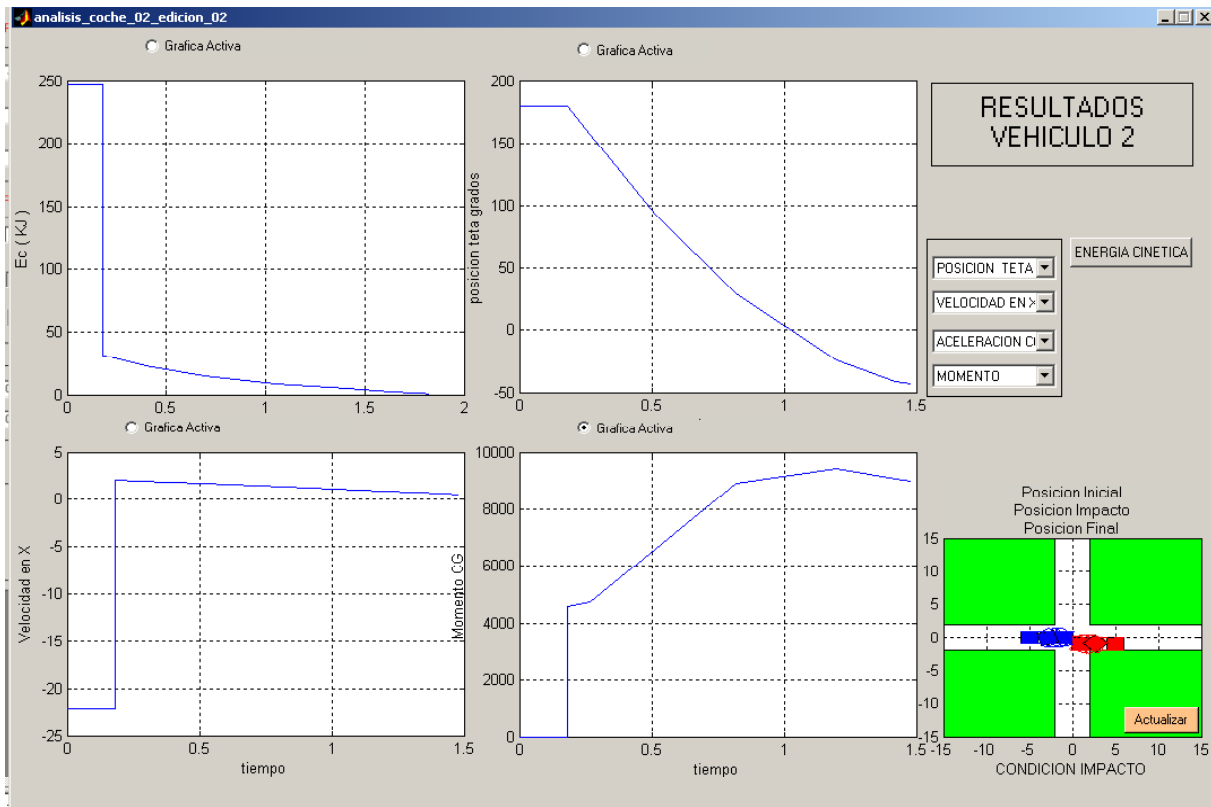 analisis_coche_02_edicion_02
Grafica Activa
Grafica Activa
250
200
150
100
50
0
Ec ( KJ )
0
0.5
1
1.5
2
200
150
100
50
0
-50
posicion teta grados
0
0.5
1
1.5
RESULTADOS
VEHICULO 2
POSICION TETA
VELOCIDAD EN X
ACELERACION C
MOMENTO
ENERGIA CINETICA
Grafica Activa
Grafica Activa
5
0
-5
-10
-15
-20
-25
Velocidad en X
0
0.5
1
1.5
tiempo
10000
8000
6000
4000
2000
0
Momento CG
0
0.5
1
1.5
tiempo
Posicion Inicial
Posicion Impacto
Posicion Final
15
10
5
0
-5
-10
-15
-15
-10
-5
0
5
10
15
Actualizar
CONDICION IMPACTO